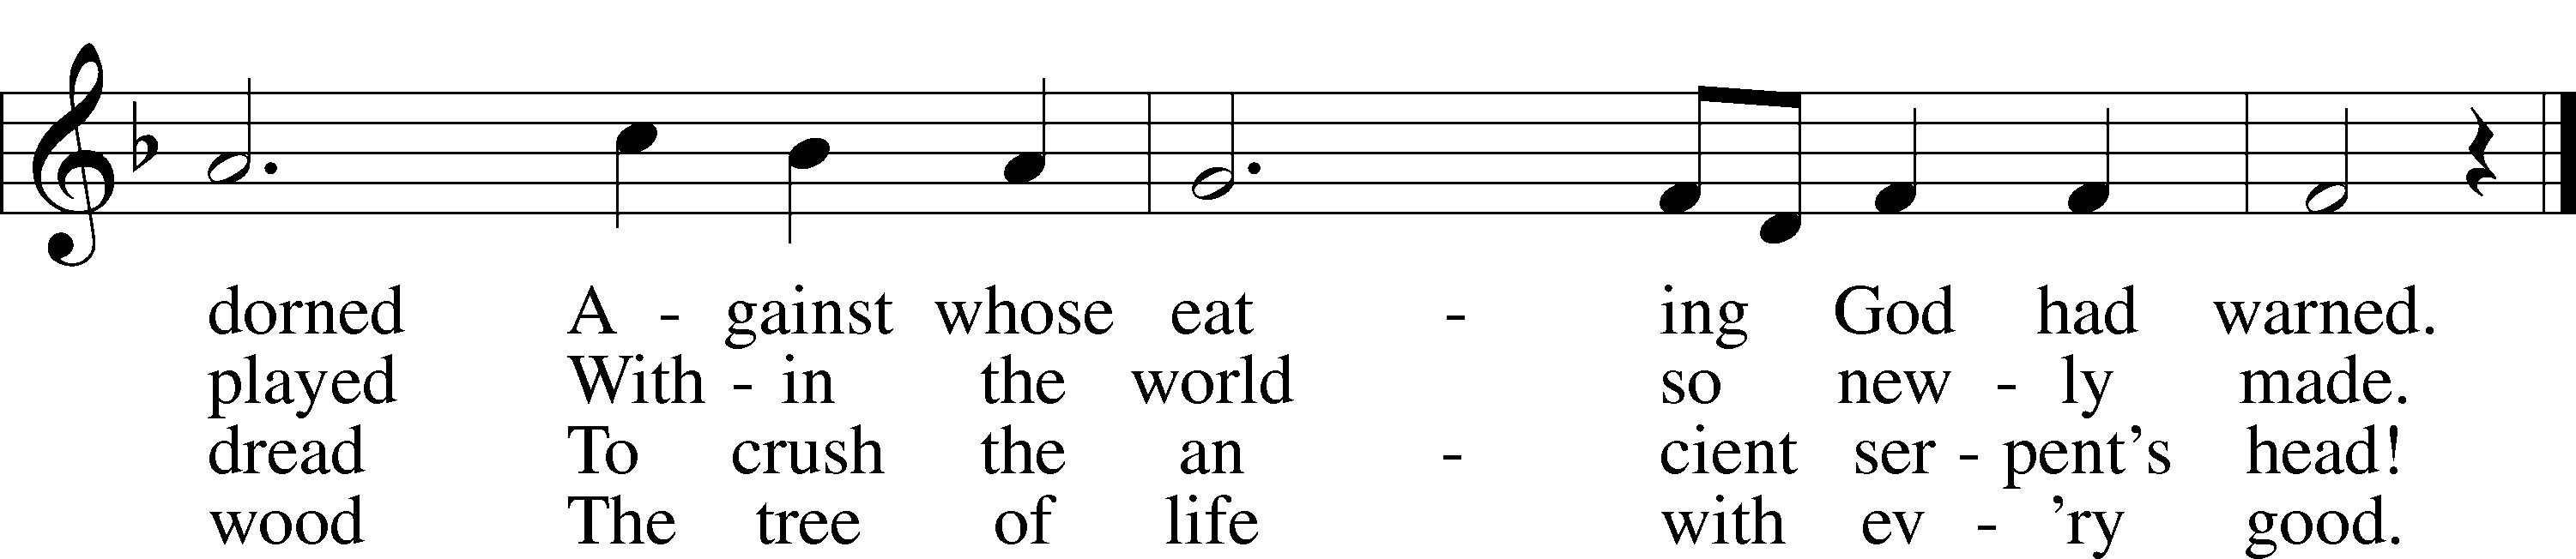 dorned A - gainst whose eat - ing God had warned.
played With - in the world so new - ly made.
dread To crush the an - cient ser - pent's head!
wood The tree of life with ev - 'ry good.